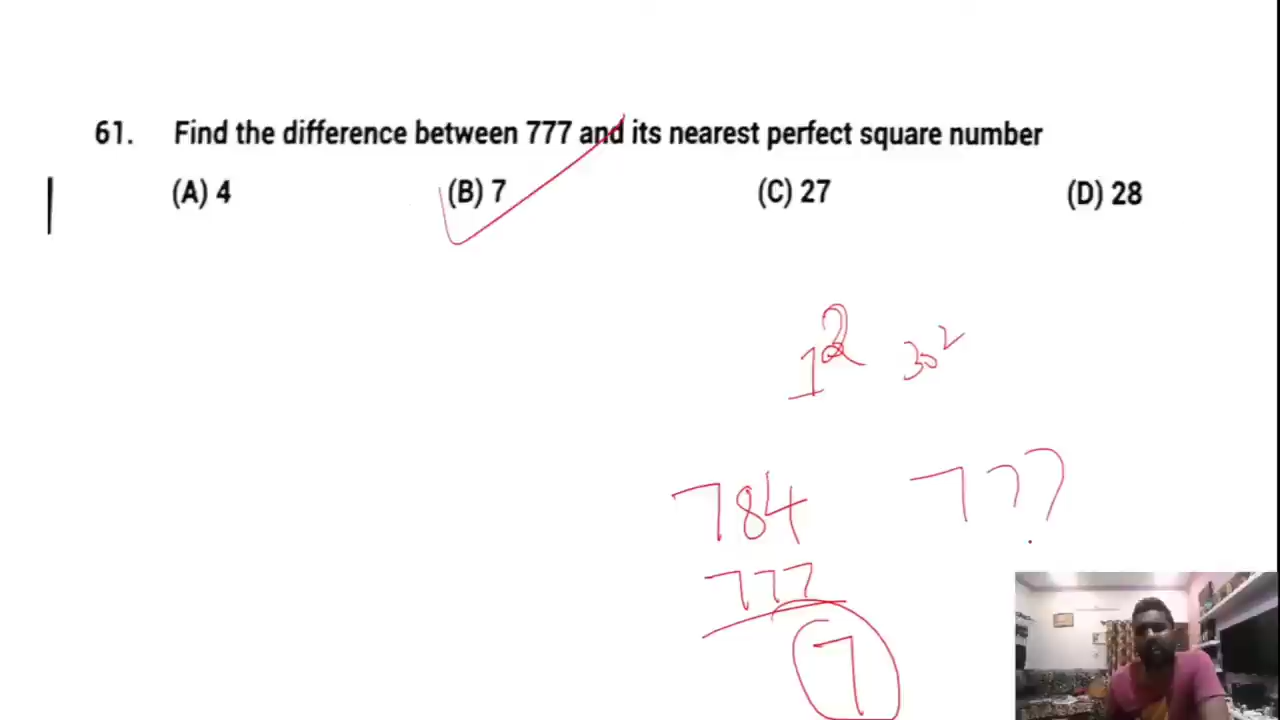 61. Find the difference between 777 and its nearest perfect square number
(A) 4 (B) 7 (C) 27 (D) 28
1² 30²
784 777
777
7